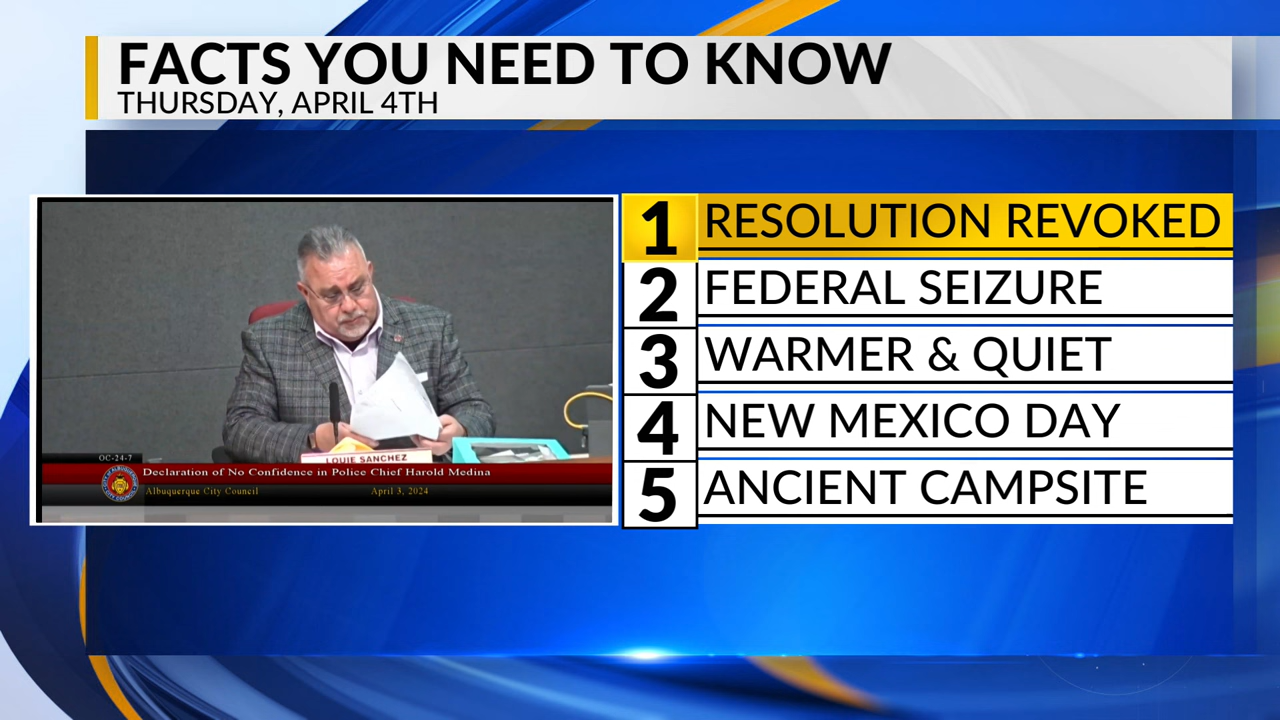 FACTS YOU NEED TO KNOW
THURSDAY, APRIL 4TH
1 RESOLUTION REVOKED
2 FEDERAL SEIZURE
3 WARMER & QUIET
4 NEW MEXICO DAY
5 ANCIENT CAMPSITE
LOUIE SANCHEZ
OC-24-7
Declaration of No Confidence in Police Chief Harold Medina
Albuquerque City Council April 3, 2024